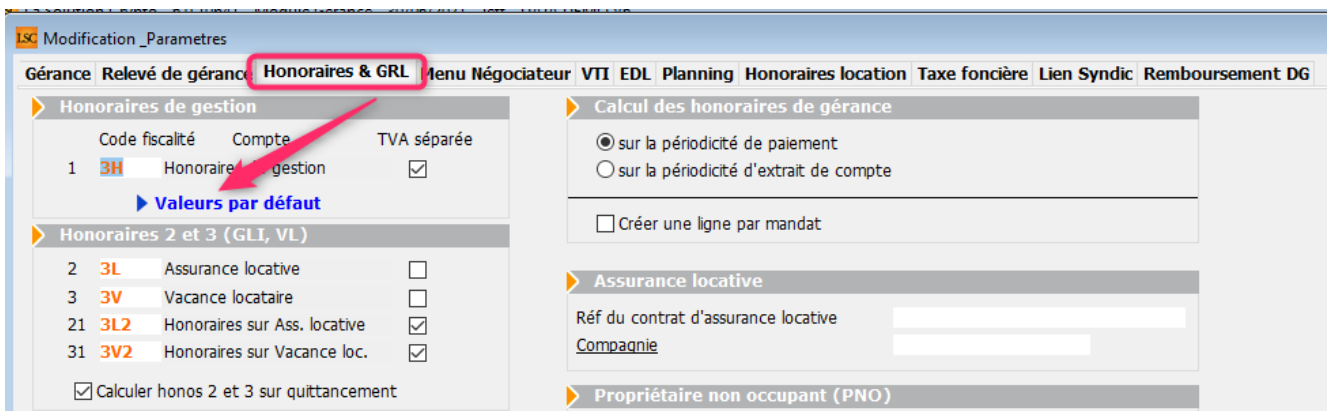 LSC Modification _Parametres
Gérance Relevé de gérance Honoraires & GRL Menu Négociateur VTI EDL Planning Honoraires location Taxe foncière Lien Syndic Remboursement DG
Honoraires de gestion
Code fiscalité Compte TVA séparée
1 3H Honoraires gestion
Valeurs par défaut
Honoraires 2 et 3 (GLI, VL)
2 3L Assurance locative
3 3V Vacance locataire
21 3L2 Honoraires sur Ass. locative
31 3V2 Honoraires sur Vacance loc.
Calculer honos 2 et 3 sur quittancement
Calcul des honoraires de gérance
sur la périodicité de paiement
sur la périodicité d'extrait de compte
Créer une ligne par mandat
Assurance locative
Réf du contrat d'assurance locative
Compagnie
Propriétaire non occupant (PNO)